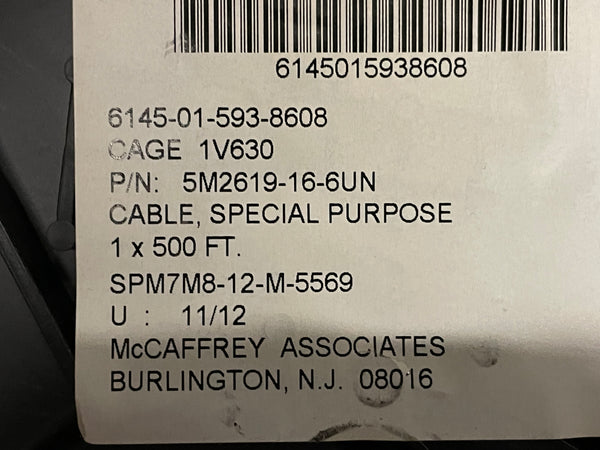 6145015938608
6145-01-593-8608
CAGE 1V630
P/N: 5M2619-16-6UN
CABLE, SPECIAL PURPOSE
1 x 500 FT.
SPM7M8-12-M-5569
U : 11/12
McCAFFREY ASSOCIATES
BURLINGTON, N.J. 08016